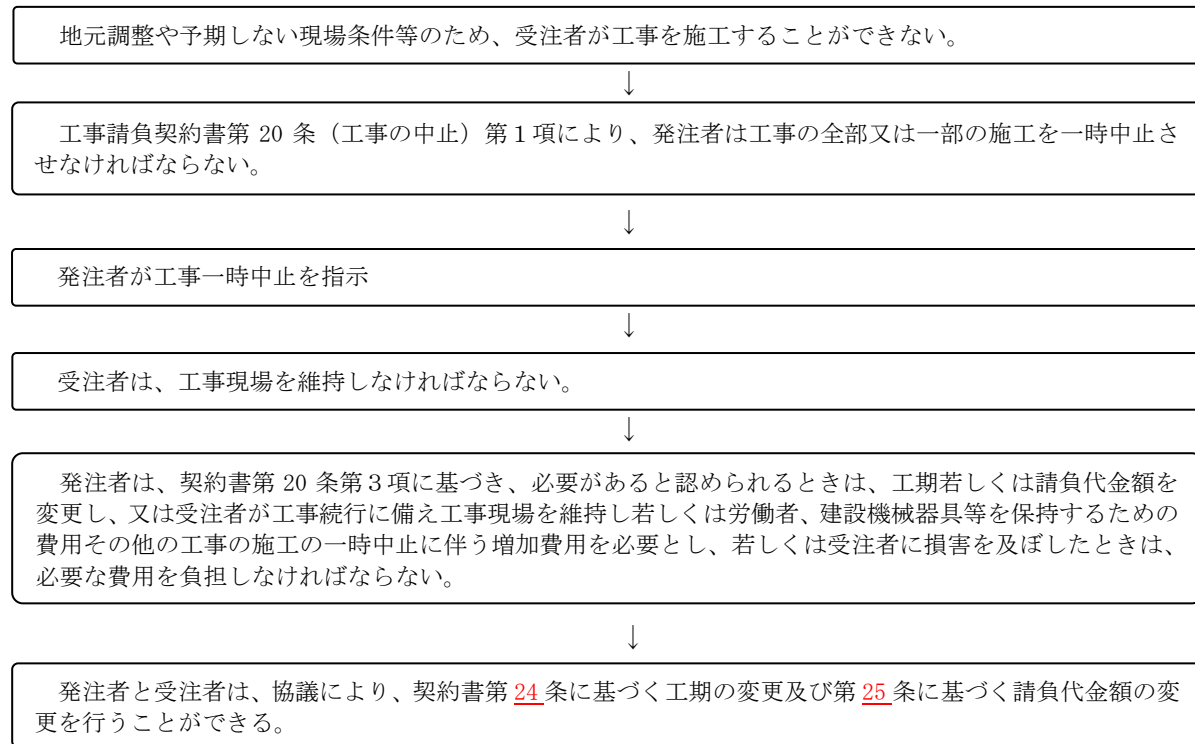 地元調整や予期しない現場条件等のため、受注者が工事を施工することができない。
↓
工事請負契約書第 20 条（工事の中止）第１項により、発注者は工事の全部又は一部の施工を一時中止さ
せなければならない。
↓
発注者が工事一時中止を指示
↓
受注者は、工事現場を維持しなければならない。
↓
発注者は、契約書第 20 条第３項に基づき、必要があると認められるときは、工期若しくは請負代金額を
変更し、又は受注者が工事続行に備え工事現場を維持し若しくは労働者、建設機械器具等を保持するための
費用その他の工事の施工の一時中止に伴う増加費用を必要とし、若しくは受注者に損害を及ぼしたときは、
必要な費用を負担しなければならない。
↓
発注者と受注者は、協議により、契約書第 24 条に基づく工期の変更及び第 25 条に基づく請負代金額の変
更を行うことができる。